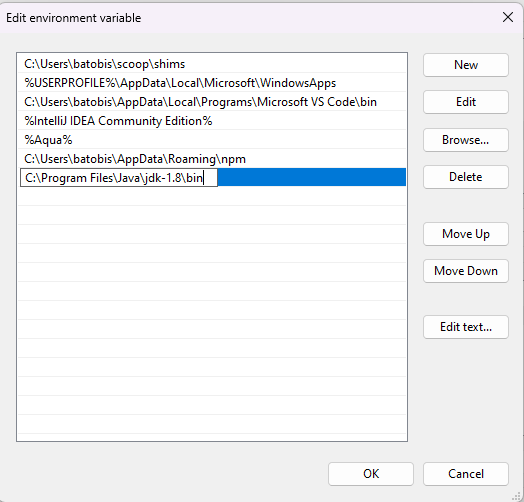 Edit environment variable
C:\Users\batobis\scoop\shims
%USERPROFILE%\AppData\Local\Microsoft\WindowsApps
C:\Users\batobis\AppData\Local\Programs\Microsoft VS Code\bin
%IntelliJ IDEA Community Edition%
%Aqua%
C:\Users\batobis\AppData\Roaming\npm
C:\Program Files\Java\jdk-1.8\bin
New
Edit
Browse...
Delete
Move Up
Move Down
Edit text...
OK
Cancel